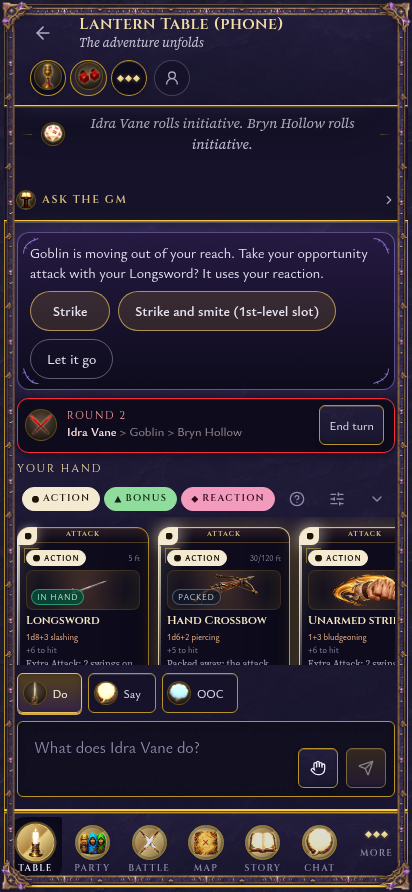 Lantern Table (Phone)
The adventure unfolds
Idra Vane rolls initiative. Bryn Hollow rolls
initiative.
ASK THE GM
Goblin is moving out of your reach. Take your opportunity
attack with your Longsword? It uses your reaction.
Strike
Strike and smite (1st-level slot)
Let it go
ROUND 2
Idra Vane > Goblin > Bryn Hollow
End turn
YOUR HAND
ACTION
BONUS
REACTION
ATTACK
ACTION
5 ft
IN HAND
Longsword
1d8+3 slashing
+6 to hit
Extra Attack: 2 swings on
ATTACK
ACTION
30/120 ft
PACKED
Hand Crossbow
1d6+2 piercing
+5 to hit
Packed away: the attack
ATTACK
ACTION
Unarmed Stri
1+3 bludgeoning
+6 to hit
Do
Say
OOC
What does Idra Vane do?
TABLE
PARTY
BATTLE
MAP
STORY
CHAT
MORE